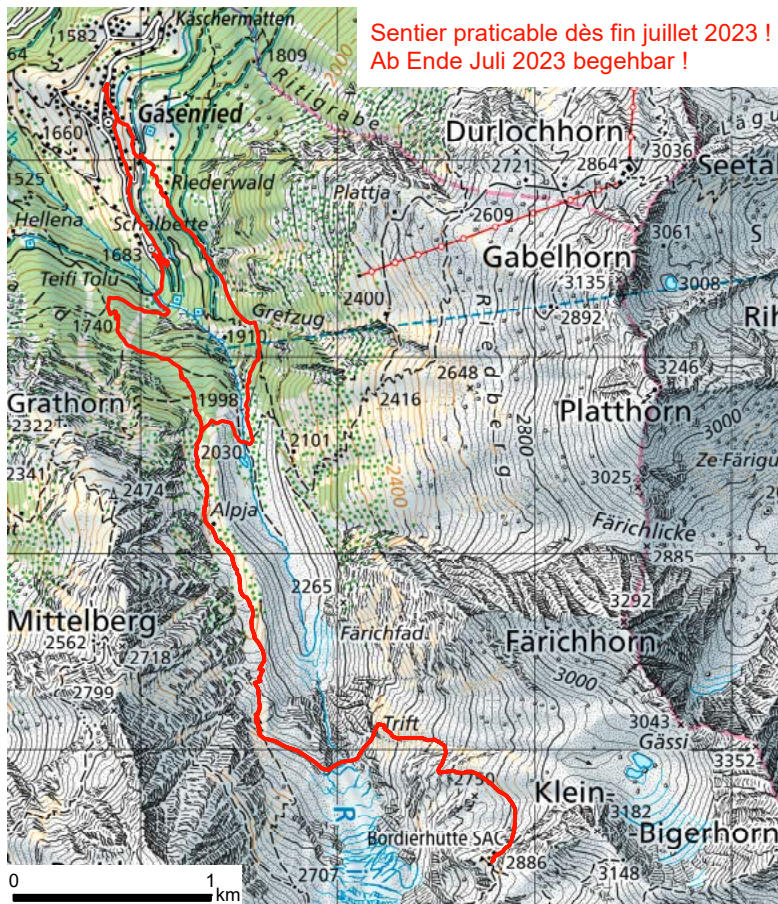 Sentier praticable dès fin juillet 2023 !
Ab Ende Juli 2023 begehbar !
Käschermatten
1582
64
1809
2000
Ritigrabe
Gasenried
1660
Durlochhorn
3036
2721
2864
Riederwald
Plattja
1525
2609
Hellena
Schalbette
3061
S
1683
Gabelhorn
Teifi Tolu
3135
3008
2400
Grefzug
1740
2892
1910
Riedberg
3246
2648
Grathorn
1998
2416
Platthorn
2322
2800
3000
2030
2101
2341
Ze Färigu
2474
2400
3025
Alpja
Färichlicke
2885
2265
3292
Mittelberg
Färichfad
Färichhorn
2562
2718
3000
2799
Trift
3043
Gässi
3352
2750
Klein-
3182
R
Bordierhütte SAC
Bigerhorn
2886
3148
2707
0
1
km